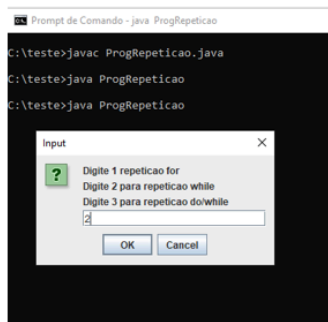 Prompt de Comando - java ProgRepeticao
C:\teste>javac ProgRepeticao.java
C:\teste>java ProgRepeticao
C:\teste>java ProgRepeticao
Input
Digite 1 repeticao for
Digite 2 para repeticao while
Digite 3 para repeticao do/while
2
OK Cancel